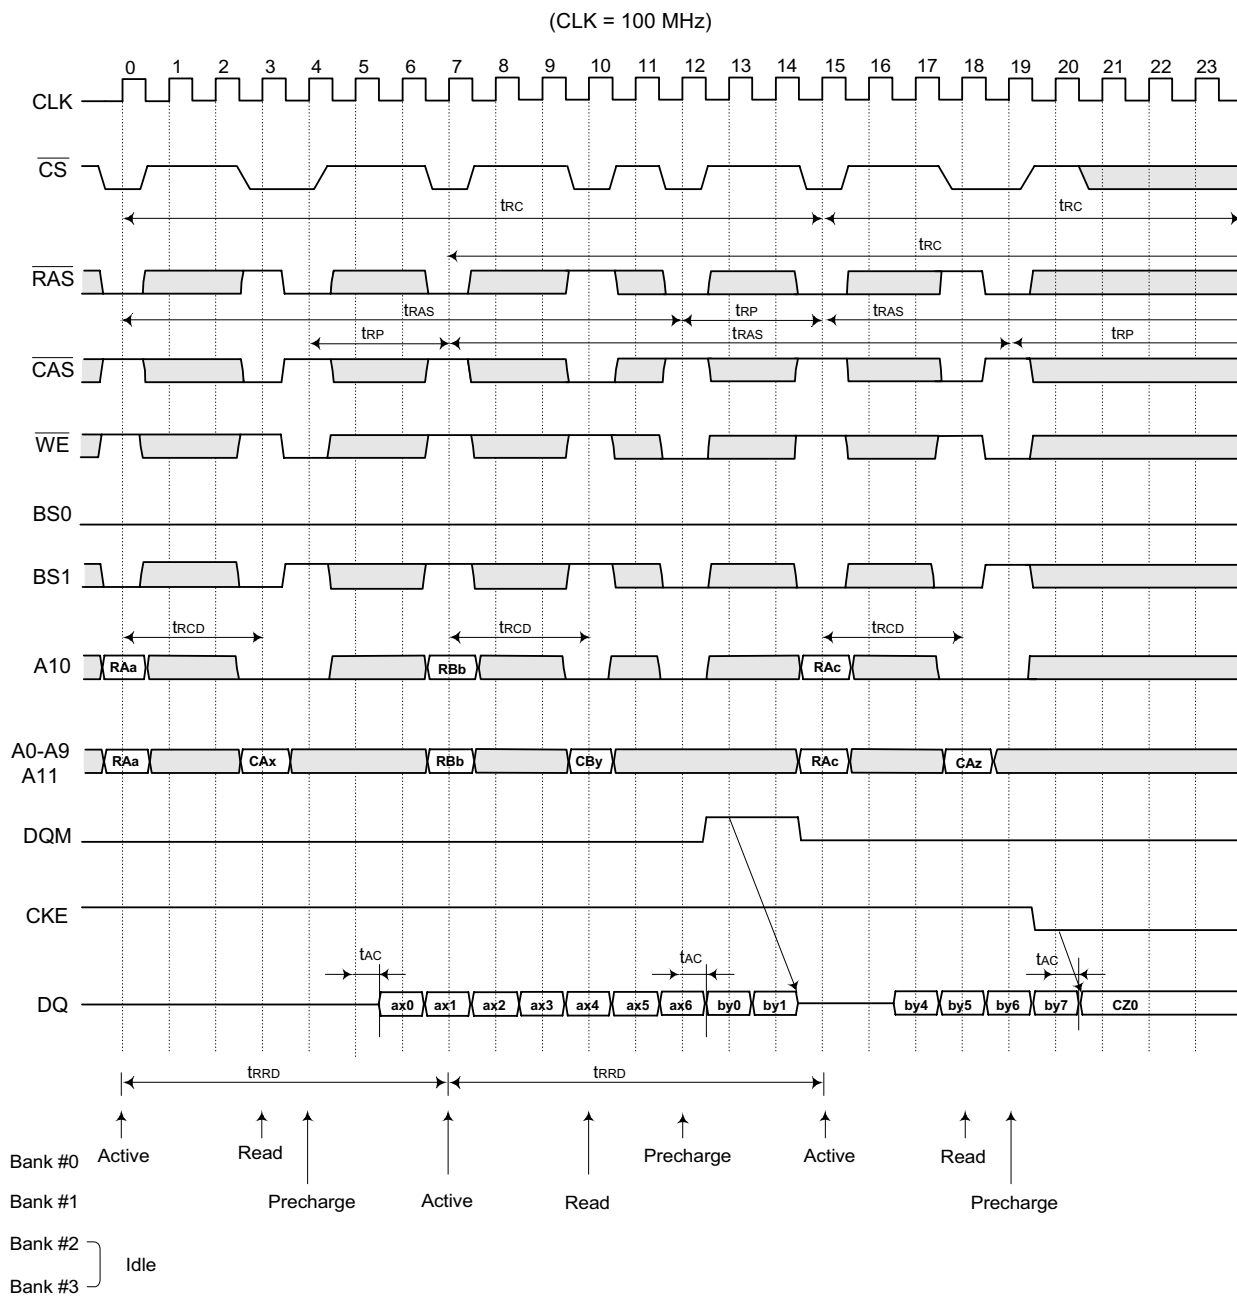 (CLK = 100 MHz)
0 1 2 3 4 5 6 7 8 9 10 11 12 13 14 15 16 17 18 19 20 21 22 23
CLK
CS
tRC tRC
tRC
RAS
tRAS tRP tRAS
tRP tRAS tRP
CAS
WE
BS0
BS1
tRCD tRCD tRCD
A10 RAa RBb RAc
A0-A9
A11
RAa CAx RBb CBy RAc CAz
DQM
CKE
tAC tAC tAC
DQ ax0 ax1 ax2 ax3 ax4 ax5 ax6 by0 by1 by4 by5 by6 by7 CZ0
tRRD tRRD
Bank #0 Active Read Precharge Active Read
Bank #1 Precharge Active Read Precharge
Bank #2
Idle
Bank #3